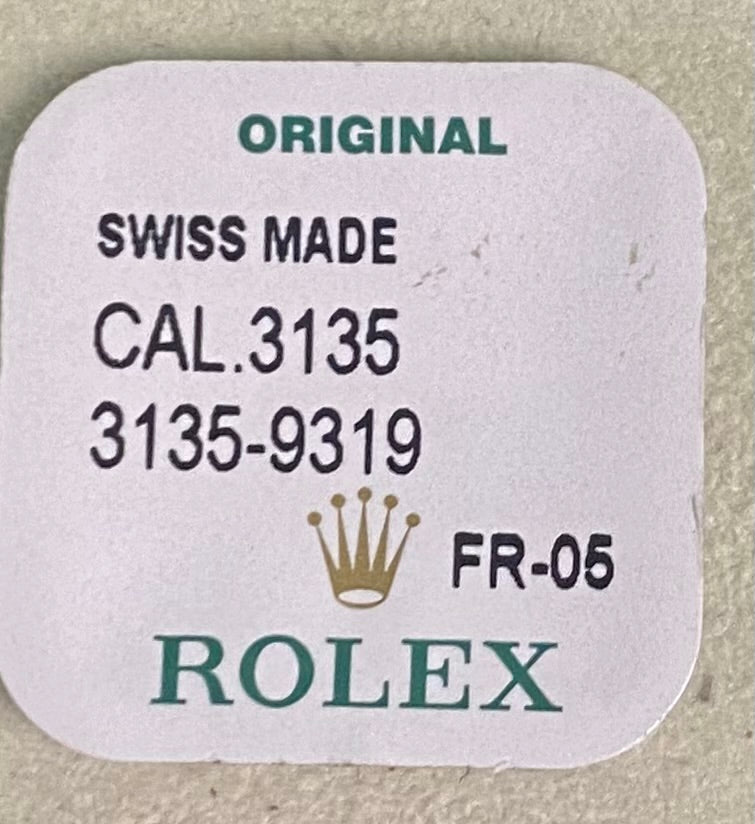 ORIGINAL
SWISS MADE
CAL.3135
3135-9319
FR-05
ROLEX